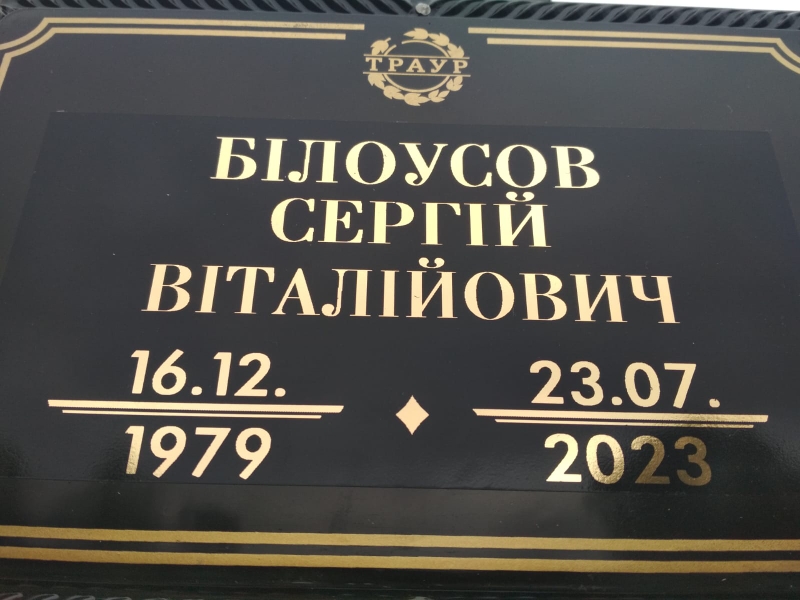 ТРАУР
БІЛОУСОВ
СЕРГІЙ
ВІТАЛІЙОВИЧ
16.12. 23.07.
1979 2023